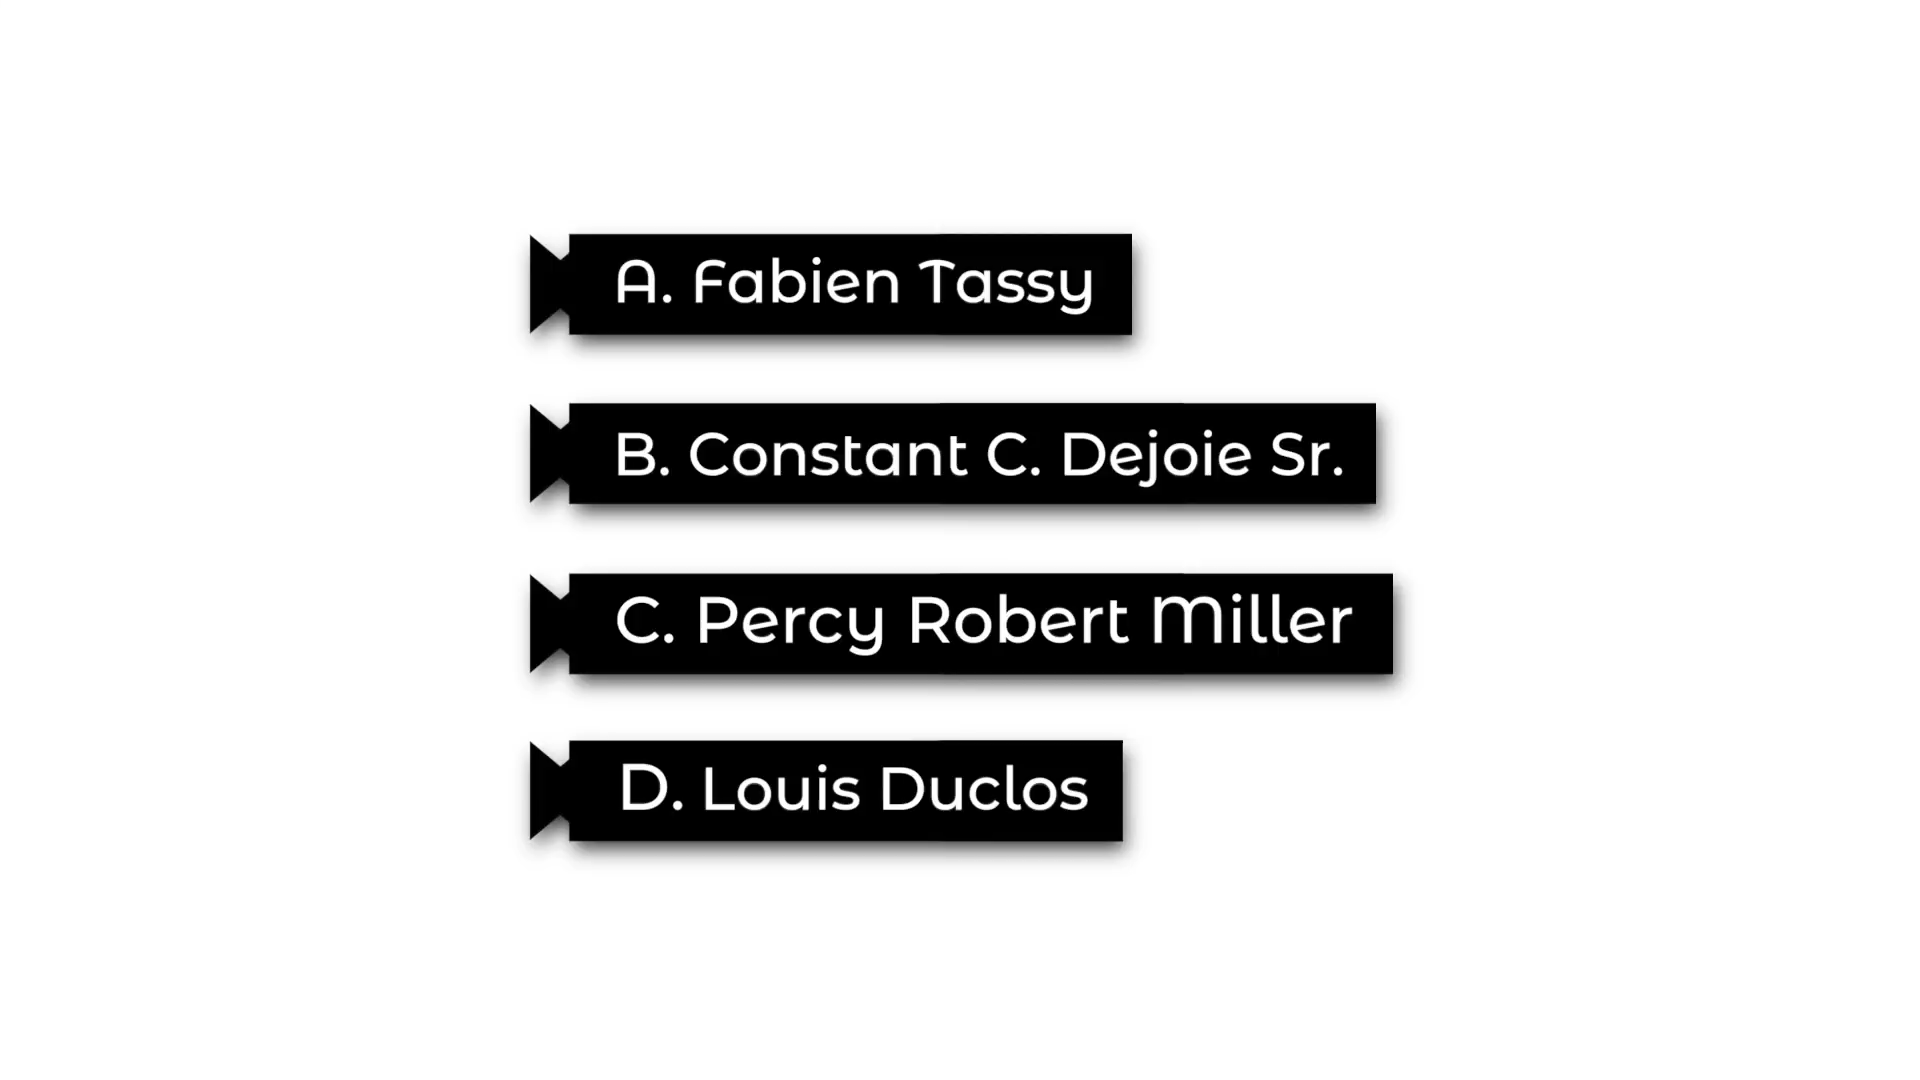 A. Fabien Tassy
B. Constant C. Dejoie Sr.
C. Percy Robert Miller
D. Louis Duclos